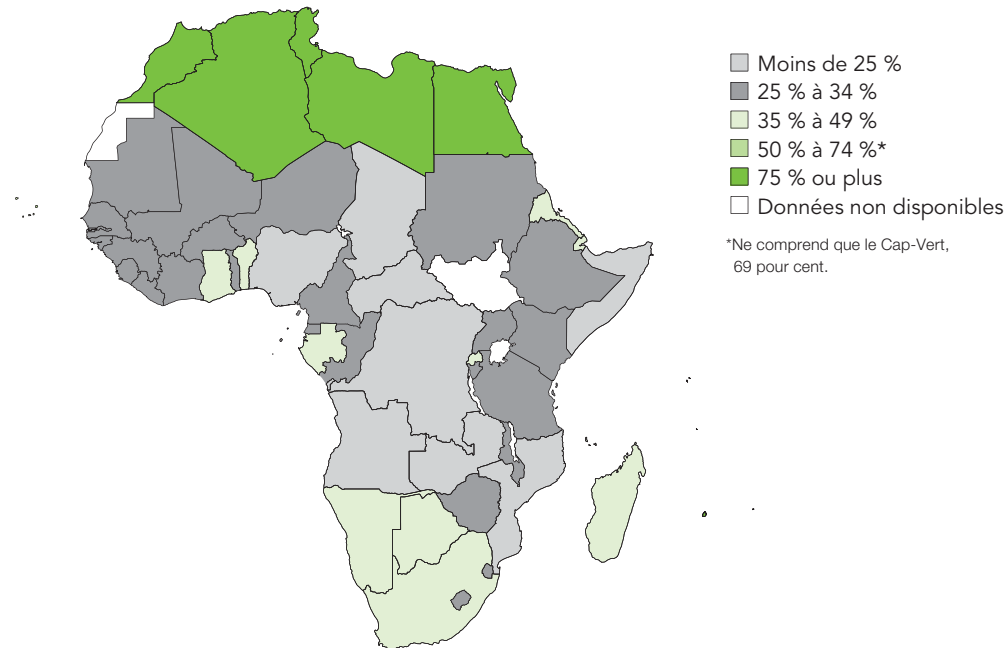 Moins de 25 %
25 % à 34 %
35 % à 49 %
50 % à 74 %*
75 % ou plus
Données non disponibles
*Ne comprend que le Cap-Vert,
69 pour cent.